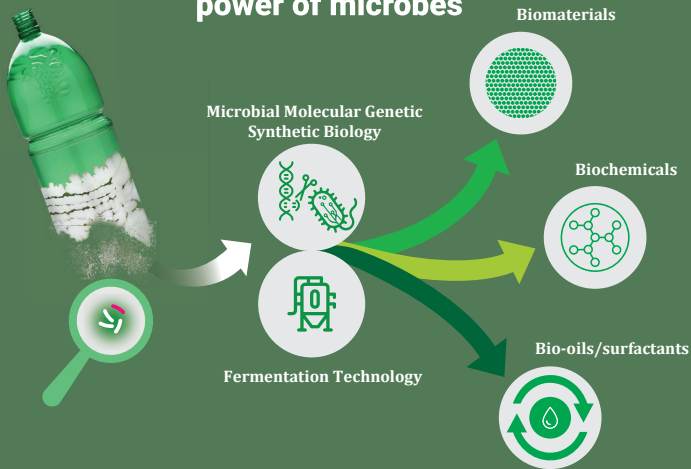 power of microbes
Biomaterials
Microbial Molecular Genetic
Synthetic Biology
Biochemicals
Bio-oils/surfactants
Fermentation Technology